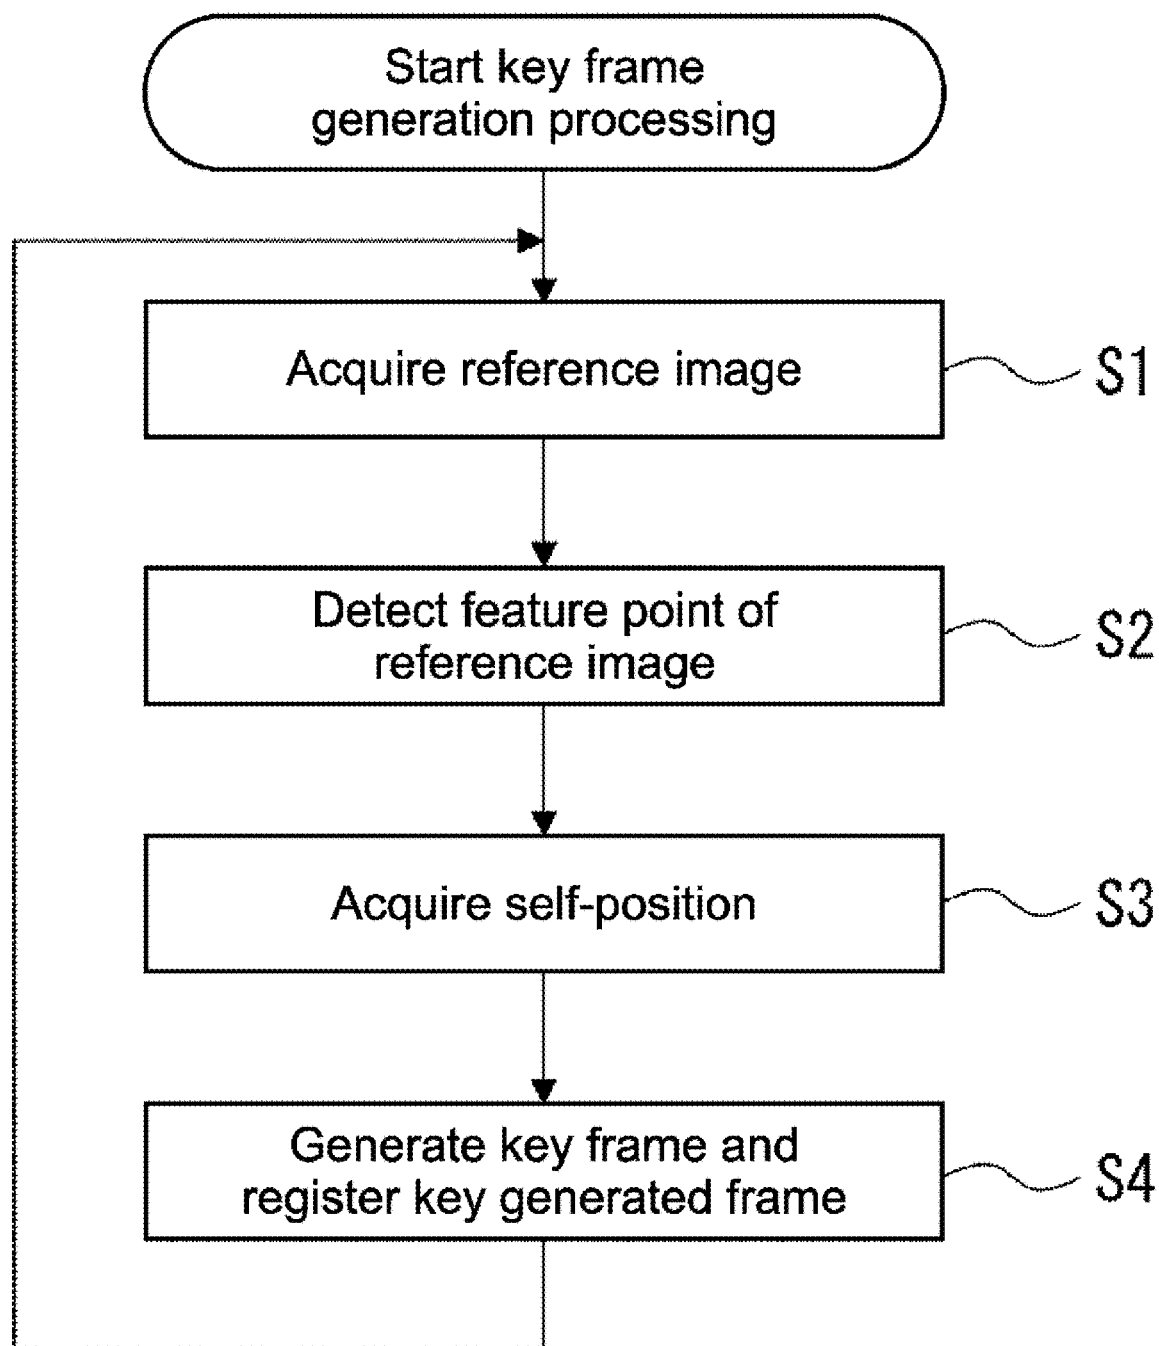 Start key frame
generation processing
Acquire reference image
S1
Detect feature point of
reference image
S2
Acquire self-position
S3
Generate key frame and
register key generated frame
S4